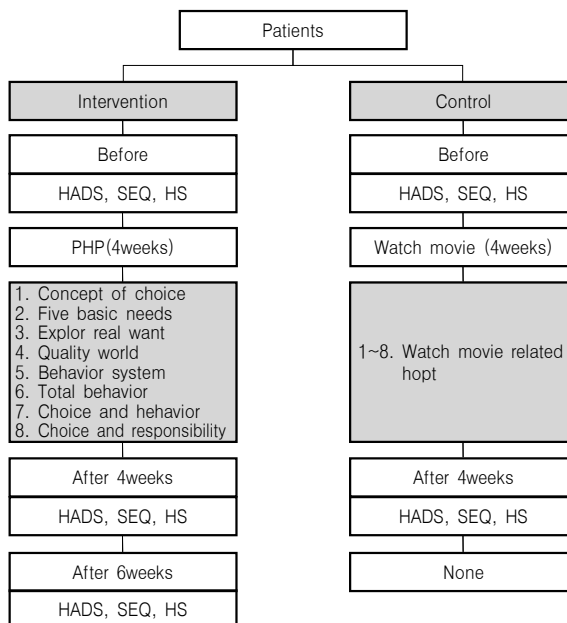 Patients
Intervention
Before
HADS, SEQ, HS
PHP(4weeks)
1. Concept of choice
2. Five basic needs
3. Explor real want
4. Quality world
5. Behavior system
6. Total behavior
7. Choice and hehavior
8. Choice and responsibility
After 4weeks
HADS, SEQ, HS
After 6weeks
HADS, SEQ, HS
Control
Before
HADS, SEQ, HS
Watch movie (4weeks)
1~8. Watch movie related
hopt
After 4weeks
HADS, SEQ, HS
None